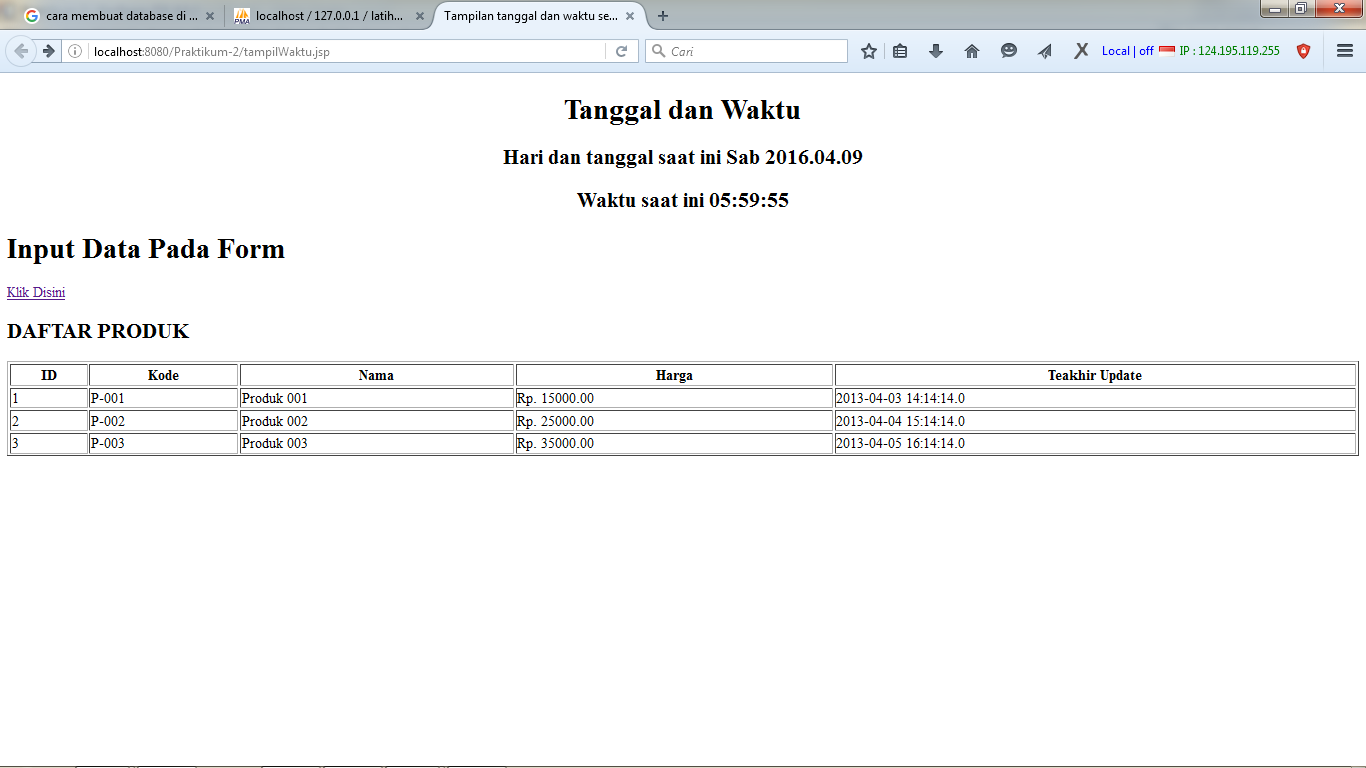 cara membuat database di ...
localhost / 127.0.0.1 / latih...
Tampilan tanggal dan waktu se...
localhost:8080/Praktikum-2/tampilWaktu.jsp
Cari
Local | off
IP : 124.195.119.255
Tanggal dan Waktu
Hari dan tanggal saat ini Sab 2016.04.09
Waktu saat ini 05:59:55
Input Data Pada Form
Klik Disini
DAFTAR PRODUK
ID Kode Nama Harga Teakhir Update
1 P-001 Produk 001 Rp. 15000.00 2013-04-03 14:14:14.0
2 P-002 Produk 002 Rp. 25000.00 2013-04-04 15:14:14.0
3 P-003 Produk 003 Rp. 35000.00 2013-04-05 16:14:14.0